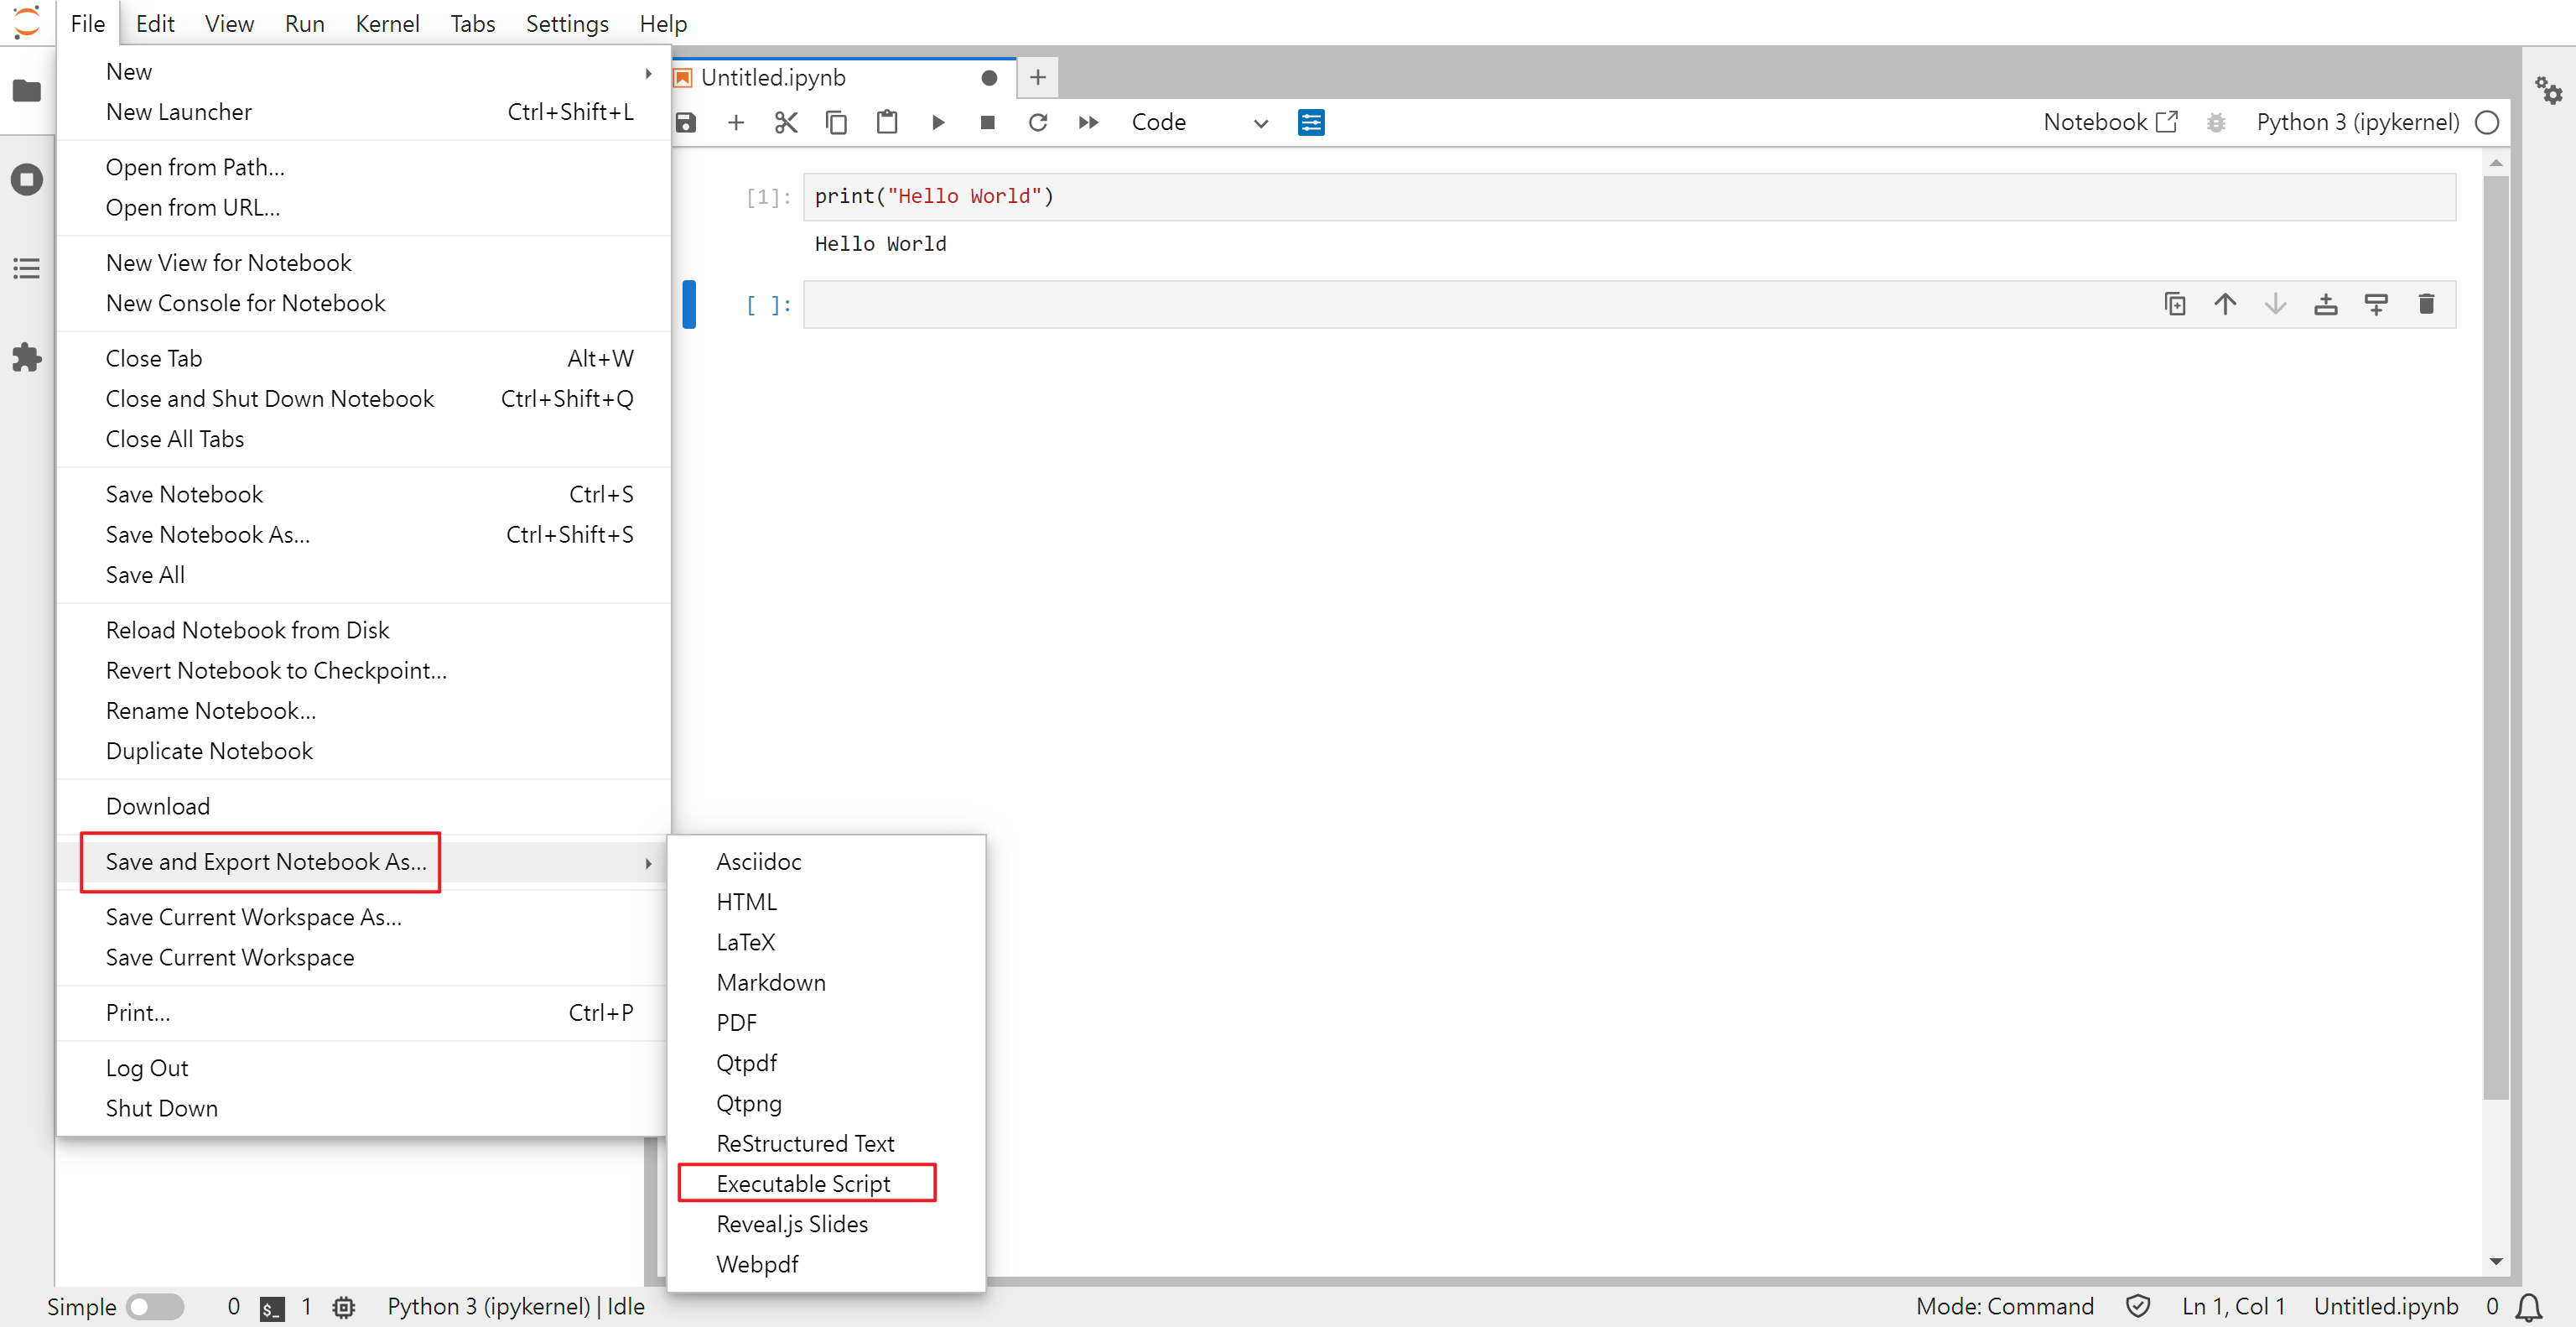 File Edit View Run Kernel Tabs Settings Help
New
New Launcher Ctrl+Shift+L
Open from Path...
Open from URL...
New View for Notebook
New Console for Notebook
Close Tab Alt+W
Close and Shut Down Notebook Ctrl+Shift+Q
Close All Tabs
Save Notebook Ctrl+S
Save Notebook As... Ctrl+Shift+S
Save All
Reload Notebook from Disk
Revert Notebook to Checkpoint...
Rename Notebook...
Duplicate Notebook
Download
Save and Export Notebook As...
Save Current Workspace As...
Save Current Workspace
Print... Ctrl+P
Log Out
Shut Down
Asciidoc
HTML
LaTeX
Markdown
PDF
Qtpdf
Qtpng
ReStructured Text
Executable Script
Reveal.js Slides
Webpdf
Untitled.ipynb
Code
Notebook
Python 3 (ipykernel)
[1]: print("Hello World")
Hello World
[ ]:
Simple 0 $_ 1 Python 3 (ipykernel) | Idle
Mode: Command Ln 1, Col 1 Untitled.ipynb 0